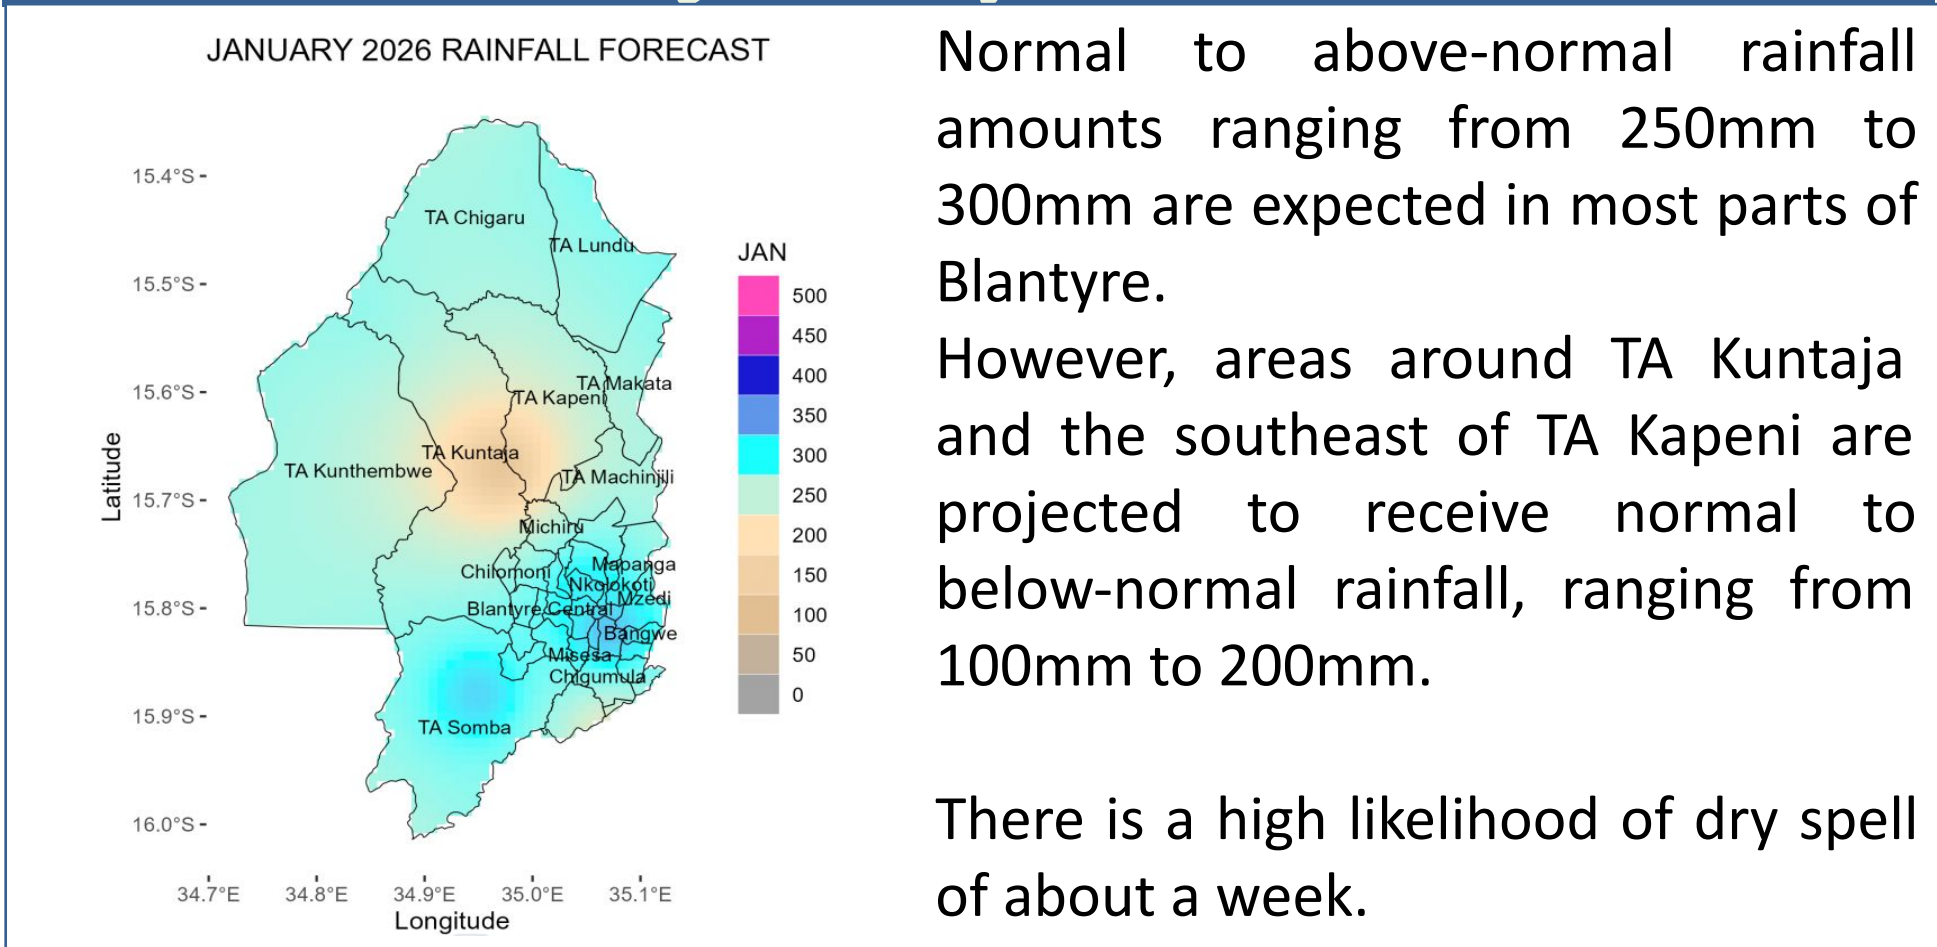 JANUARY 2026 RAINFALL FORECAST
Normal to above-normal rainfall
amounts ranging from 250mm to
300mm are expected in most parts of
Blantyre.
However, areas around TA Kuntaja
and the southeast of TA Kapeni are
projected to receive normal to
below-normal rainfall, ranging from
100mm to 200mm.
There is a high likelihood of dry spell
of about a week.
Latitude
15.4°S
15.5°S
15.6°S
15.7°S
15.8°S
15.9°S
16.0°S
TA Chigaru
TA Lundu
TA Makata
TA Kapeni
TA Kuntaja
TA Kunthembwe
TA Machinjili
Michiru
Mapanga
Chilomoni
Nkolokoti
Mzedi
Blantyre Central
Bangwe
Misesa
Chigumula
TA Somba
JAN
500
450
400
350
300
250
200
150
100
50
0
34.7°E 34.8°E 34.9°E 35.0°E 35.1°E
Longitude